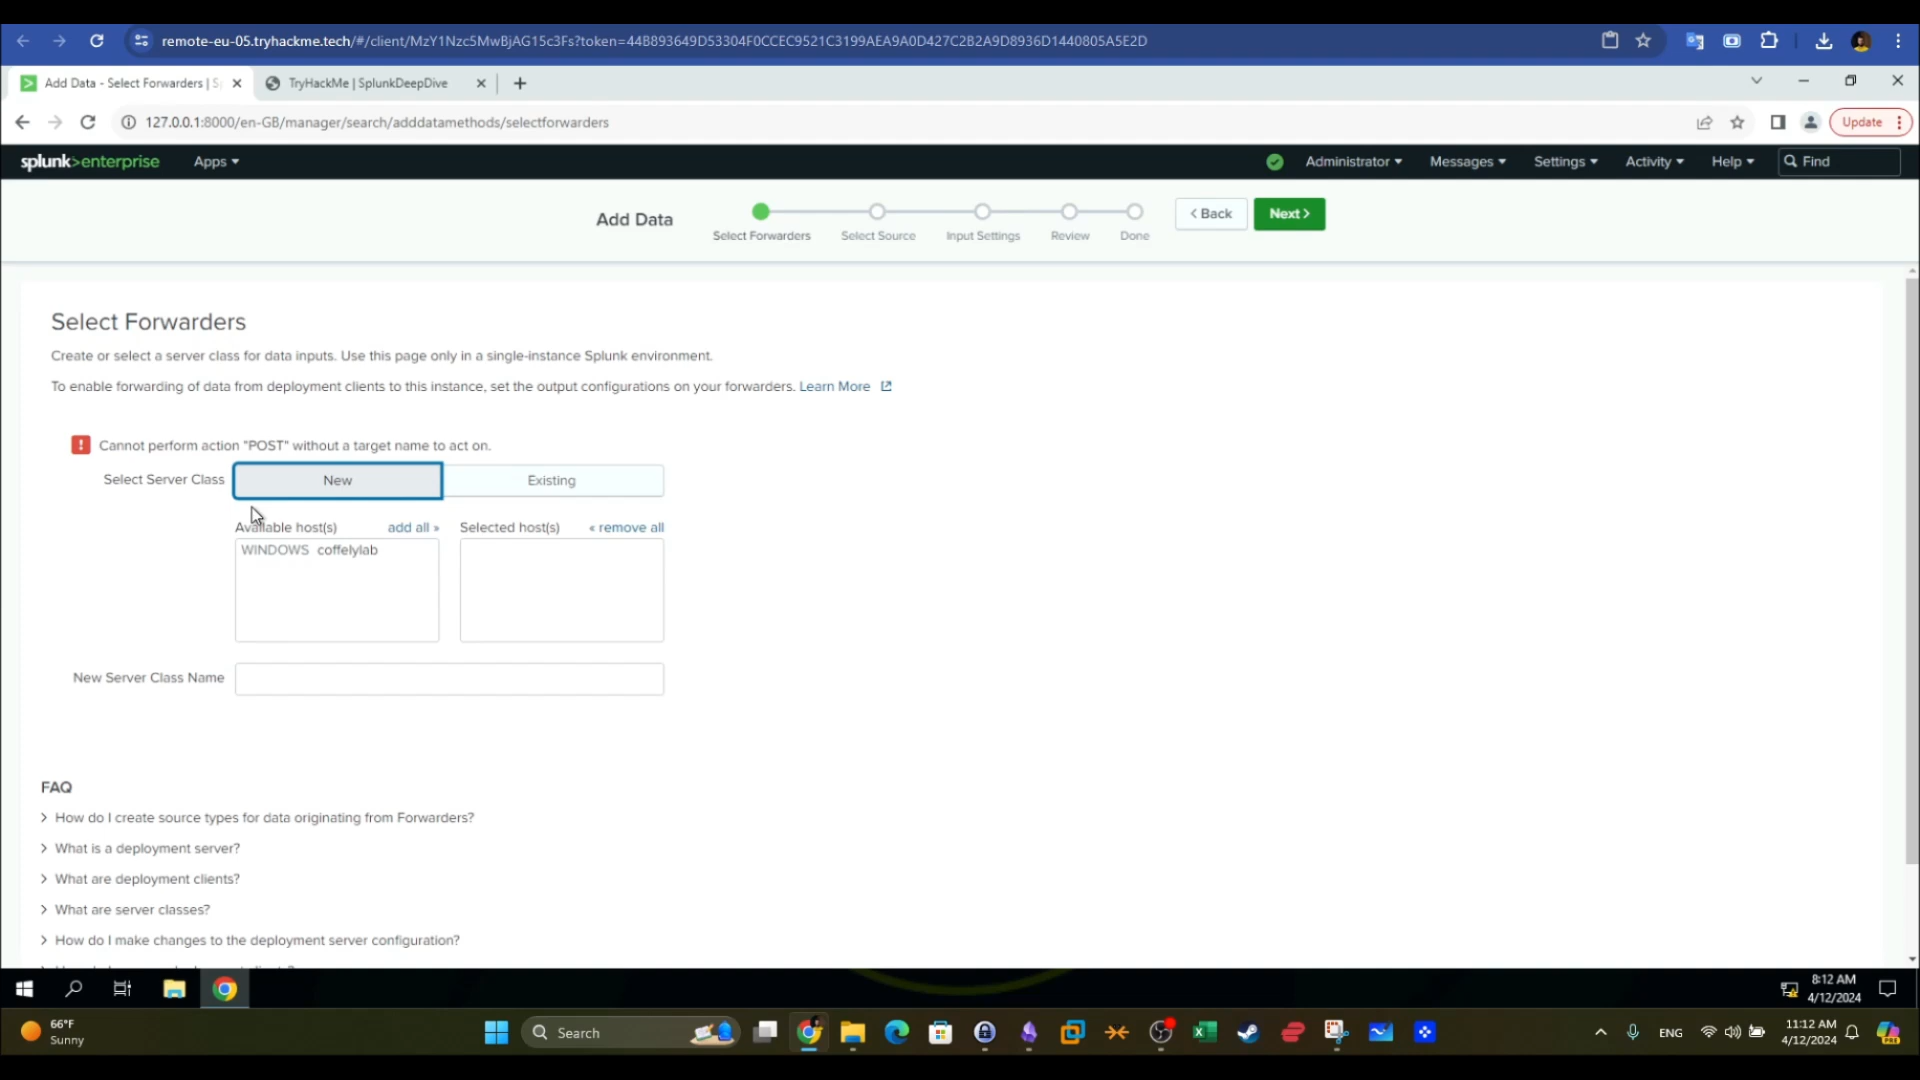 remote-eu-05.tryhackme.tech/#/client/MzY1Nzc5MwBjAG15c3Fs?token=44B893649D53304F0CCEC9521C3199AEA9A0D427C2B2A9D8936D1440805A5E2D
Add Data - Select Forwarders | S
TryHackMe | SplunkDeepDive
127.0.0.1:8000/en-GB/manager/search/adddatamethods/selectforwarders
Update
splunk>enterprise Apps Administrator Messages Settings Activity Help Find
Add Data
Select Forwarders Select Source Input Settings Review Done
< Back Next >
Select Forwarders
Create or select a server class for data inputs. Use this page only in a single-instance Splunk environment.
To enable forwarding of data from deployment clients to this instance, set the output configurations on your forwarders. Learn More
! Cannot perform action "POST" without a target name to act on.
Select Server Class New Existing
Available host(s) add all » Selected host(s) « remove all
WINDOWS coffelylab
New Server Class Name
FAQ
> How do I create source types for data originating from Forwarders?
> What is a deployment server?
> What are deployment clients?
> What are server classes?
> How do I make changes to the deployment server configuration?
8:12 AM
4/12/2024
66°F
Sunny
Search
ENG
11:12 AM
4/12/2024